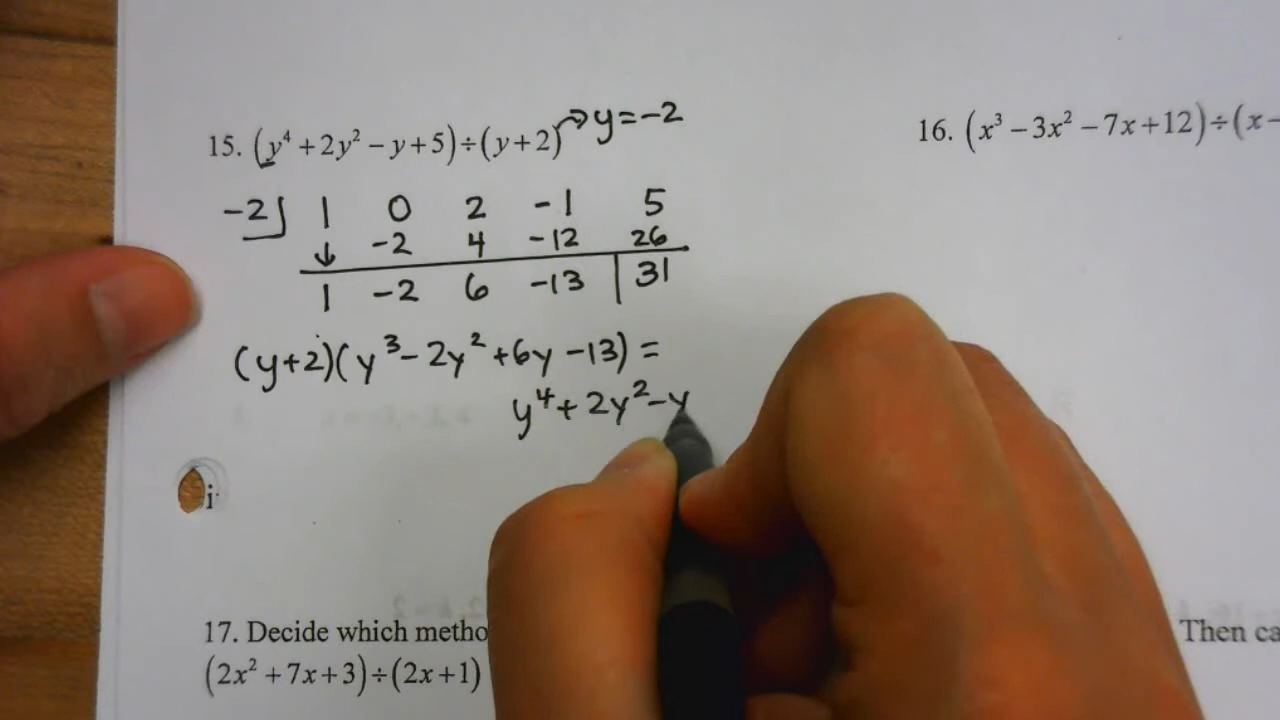 15. (y⁴ + 2y² − y + 5) ÷ (y + 2) → y = −2
−2⌋ 1 0 2 −1 5
↓ −2 4 −12 26
1 −2 6 −13 | 31
(y+2)(y³ − 2y² + 6y − 13) =
y⁴ + 2y² − y
i
16. (x³ − 3x² − 7x + 12) ÷ (x −
17. Decide which metho
Then ca
(2x² + 7x + 3) ÷ (2x + 1)